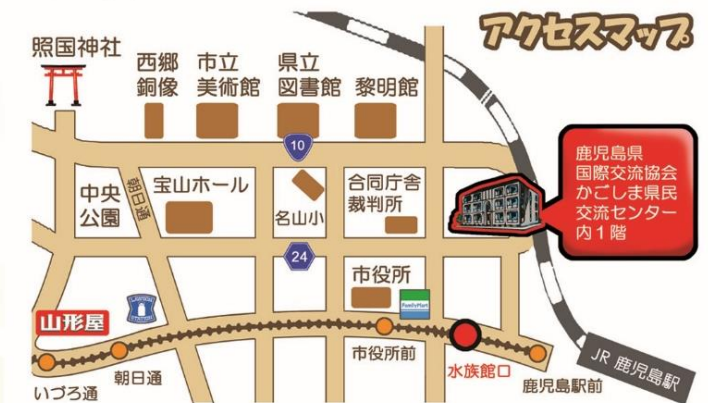 アクセスマップ
照国神社
西郷
銅像
市立
美術館
県立
図書館
黎明館
10
鹿児島県
国際交流協会
かごしま県民
交流センター
内1階
中央
公園
朝日通
宝山ホール
名山小
合同庁舎
裁判所
24
市役所
FamilyMart
LAWSON
STATION
山形屋
いづろ通
朝日通
市役所前
水族館口
鹿児島駅前
JR 鹿児島駅